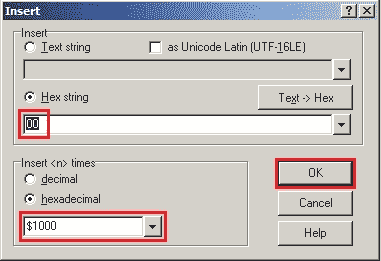 Insert
Insert
Text string
as Unicode Latin (UTF-16LE)
Hex string
Text -> Hex
00
Insert <n> times
decimal
hexadecimal
$1000
OK
Cancel
Help